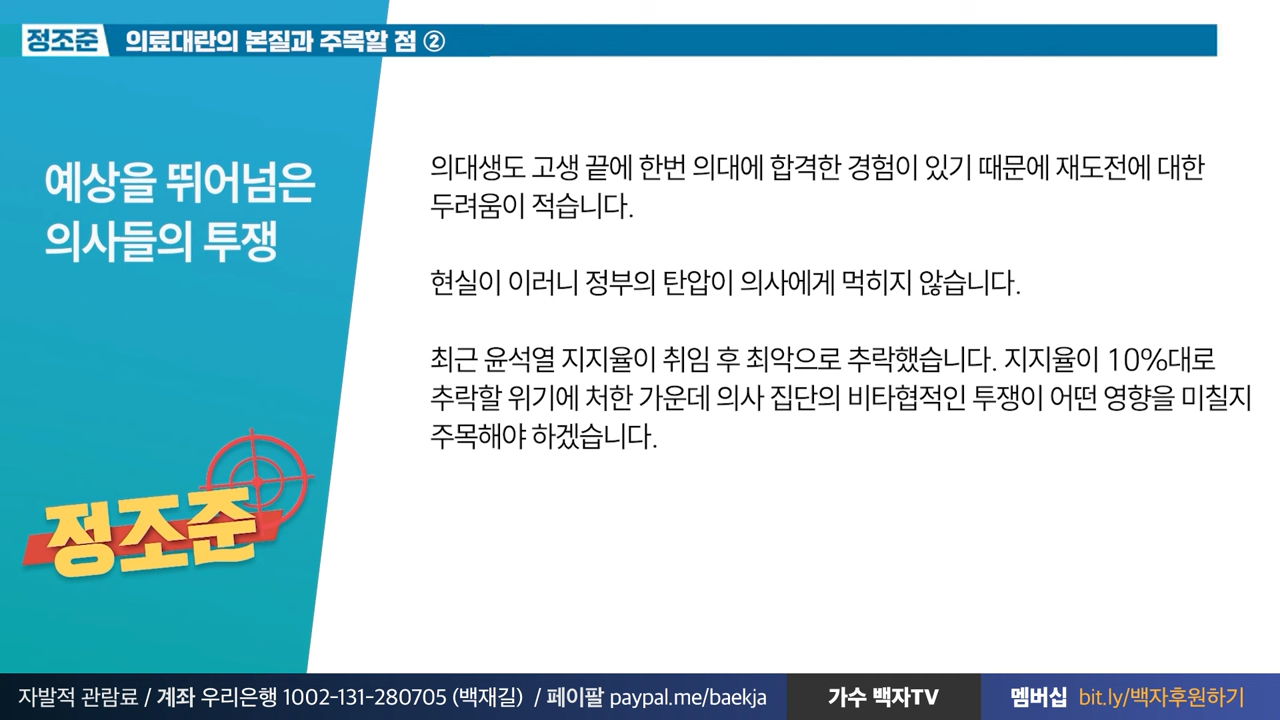 정조준 의료대란의 본질과 주목할 점 ②
예상을 뛰어넘은
의사들의 투쟁
의대생도 고생 끝에 한번 의대에 합격한 경험이 있기 때문에 재도전에 대한
두려움이 적습니다.
현실이 이러니 정부의 탄압이 의사에게 먹히지 않습니다.
최근 윤석열 지지율이 취임 후 최악으로 추락했습니다. 지지율이 10%대로
추락할 위기에 처한 가운데 의사 집단의 비타협적인 투쟁이 어떤 영향을 미칠지
주목해야 하겠습니다.
정조준
자발적 관람료 / 계좌 우리은행 1002-131-280705 (백재길) / 페이팔 paypal.me/baekja 가수 백자TV 멤버십 bit.ly/백자후원하기